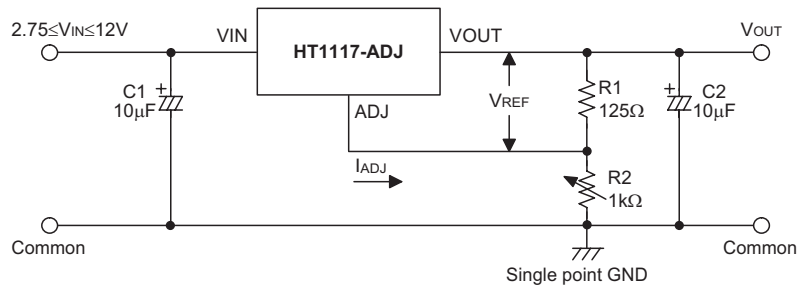 2.75≤VIN≤12V
VIN
HT1117-ADJ
VOUT
VOUT
C1
10μF
ADJ
VREF
R1
125Ω
C2
10μF
IADJ
R2
1kΩ
Common
Common
Single point GND